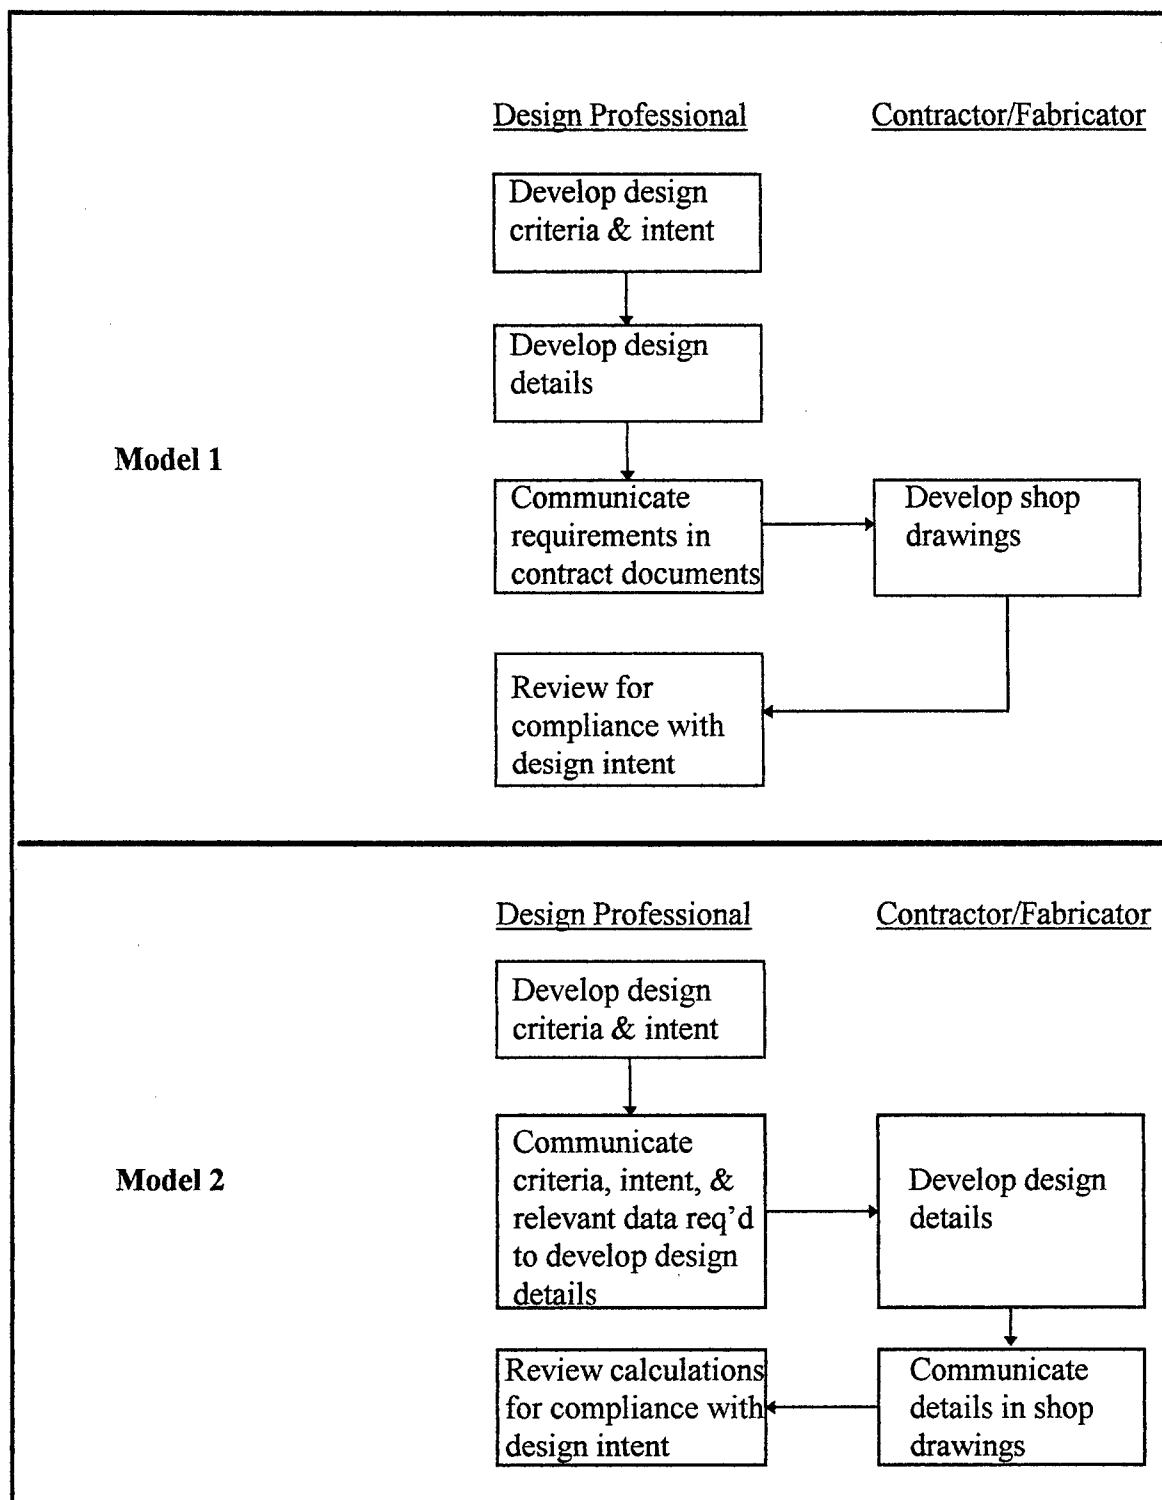 Design Professional
Contractor/Fabricator
Develop design
criteria & intent
Develop design
details
Model 1
Communicate
requirements in
contract documents
Develop shop
drawings
Review for
compliance with
design intent
Design Professional
Contractor/Fabricator
Develop design
criteria & intent
Model 2
Communicate
criteria, intent, &
relevant data req’d
to develop design
details
Develop design
details
Review calculations
for compliance with
design intent
Communicate
details in shop
drawings